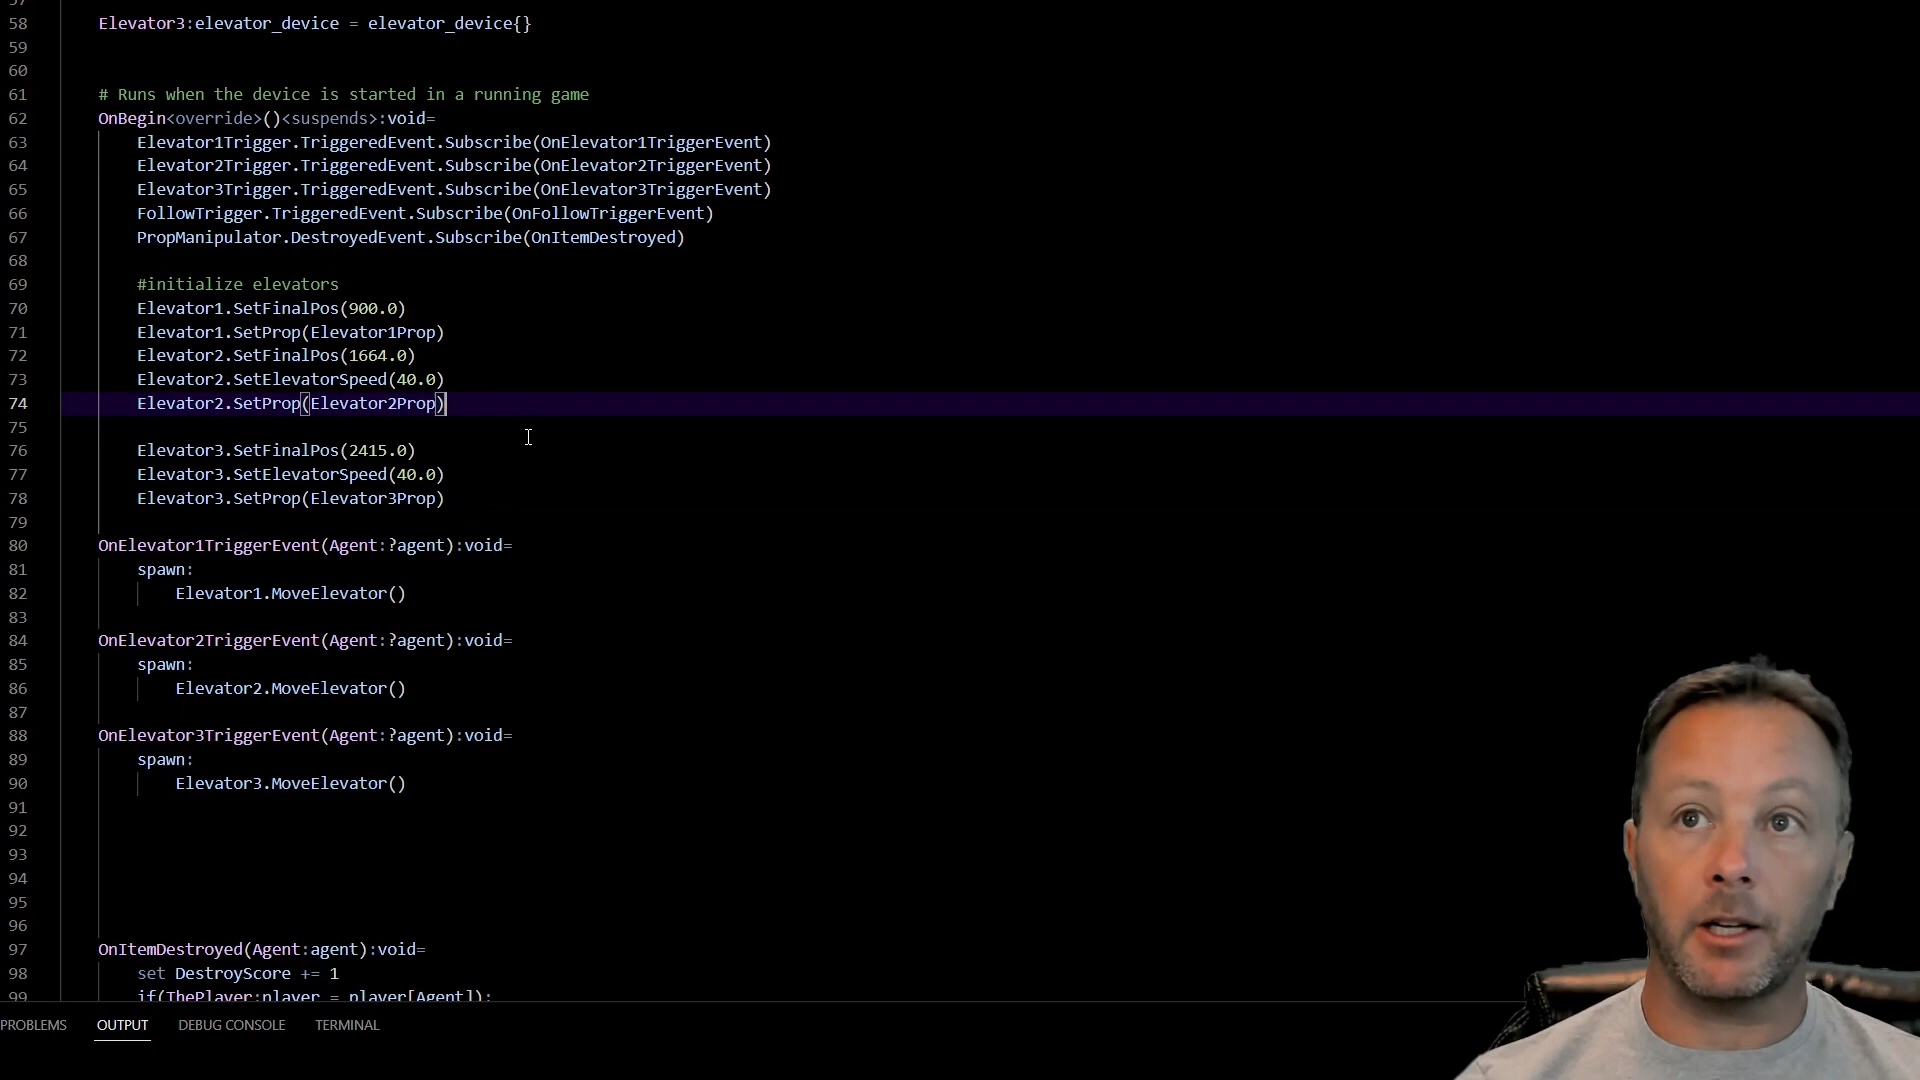 58 Elevator3:elevator_device = elevator_device{}
59
60
61 # Runs when the device is started in a running game
62 OnBegin<override>()<suspends>:void=
63 Elevator1Trigger.TriggeredEvent.Subscribe(OnElevator1TriggerEvent)
64 Elevator2Trigger.TriggeredEvent.Subscribe(OnElevator2TriggerEvent)
65 Elevator3Trigger.TriggeredEvent.Subscribe(OnElevator3TriggerEvent)
66 FollowTrigger.TriggeredEvent.Subscribe(OnFollowTriggerEvent)
67 PropManipulator.DestroyedEvent.Subscribe(OnItemDestroyed)
68
69 #initialize elevators
70 Elevator1.SetFinalPos(900.0)
71 Elevator1.SetProp(Elevator1Prop)
72 Elevator2.SetFinalPos(1664.0)
73 Elevator2.SetElevatorSpeed(40.0)
74 Elevator2.SetProp(Elevator2Prop)
75
76 Elevator3.SetFinalPos(2415.0)
77 Elevator3.SetElevatorSpeed(40.0)
78 Elevator3.SetProp(Elevator3Prop)
79
80 OnElevator1TriggerEvent(Agent:?agent):void=
81 spawn:
82 Elevator1.MoveElevator()
83
84 OnElevator2TriggerEvent(Agent:?agent):void=
85 spawn:
86 Elevator2.MoveElevator()
87
88 OnElevator3TriggerEvent(Agent:?agent):void=
89 spawn:
90 Elevator3.MoveElevator()
91
92
93
94
95
96
97 OnItemDestroyed(Agent:agent):void=
98 set DestroyScore += 1
99 if(ThePlayer:player = player[Agent]):
PROBLEMS OUTPUT DEBUG CONSOLE TERMINAL